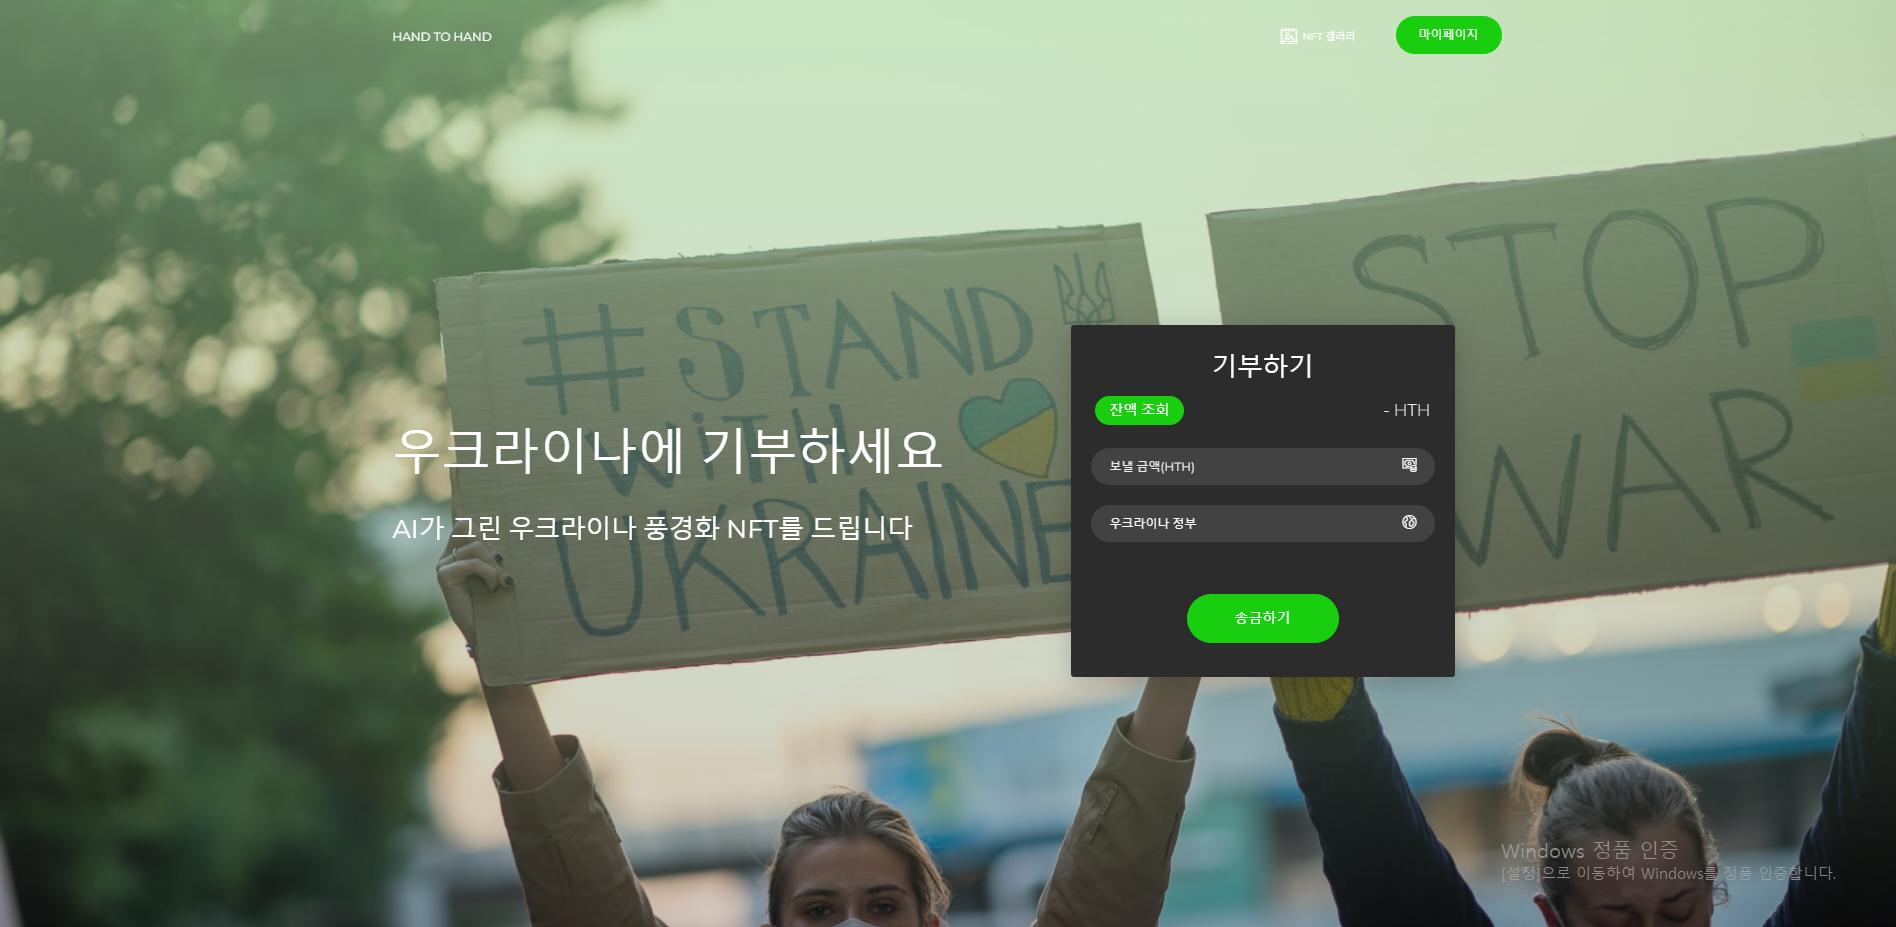 HAND TO HAND
NFT 갤러리
마이페이지
#STAND
WITH
UKRAINE
STOP
WAR
우크라이나에 기부하세요
AI가 그린 우크라이나 풍경화 NFT를 드립니다
기부하기
잔액 조회
- HTH
보낼 금액(HTH)
우크라이나 정부
송금하기
Windows 정품 인증
[설정]으로 이동하여 Windows를 정품 인증합니다.